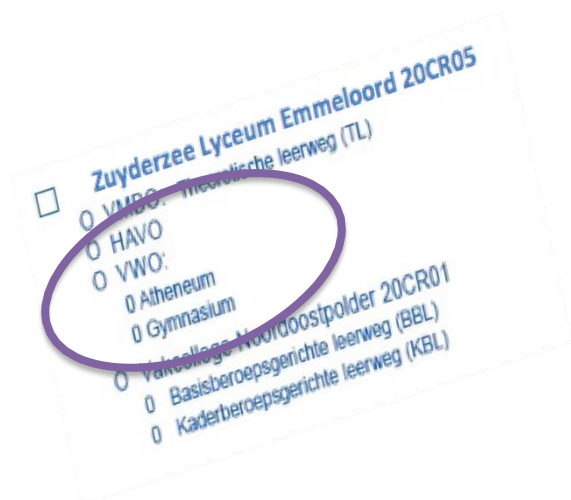 Zuyderzee Lyceum Emmeloord 20CR05
O VMBO: Theoretische leerweg (TL)
O HAVO
O VWO:
0 Atheneum
0 Gymnasium
O Vakcollege Noordoostpolder 20CR01
0 Basisberoepsgerichte leerweg (BBL)
0 Kaderberoepsgerichte leerweg (KBL)